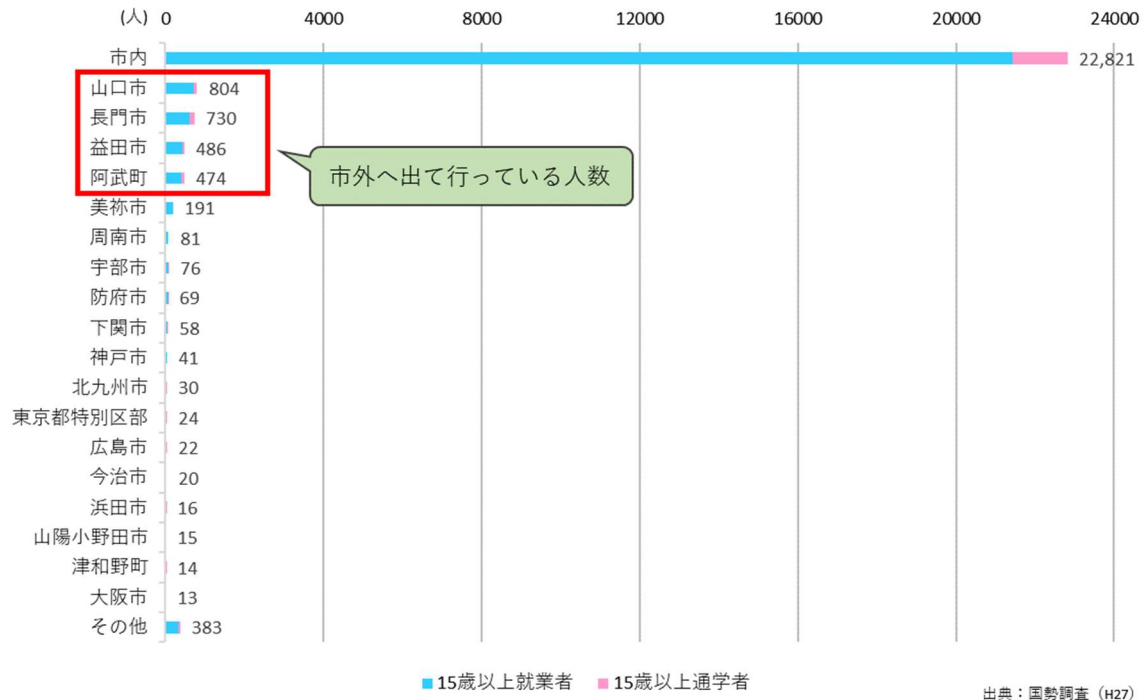 (人) 0 4000 8000 12000 16000 20000 24000
市内 22,821
山口市 804
長門市 730
益田市 486
市外へ出て行っている人数
阿武町 474
美祢市 191
周南市 81
宇部市 76
防府市 69
下関市 58
神戸市 41
北九州市 30
東京都特別区部 24
広島市 22
今治市 20
浜田市 16
山陽小野田市 15
津和野町 14
大阪市 13
その他 383
15歳以上就業者 15歳以上通学者
出典：国勢調査（H27）